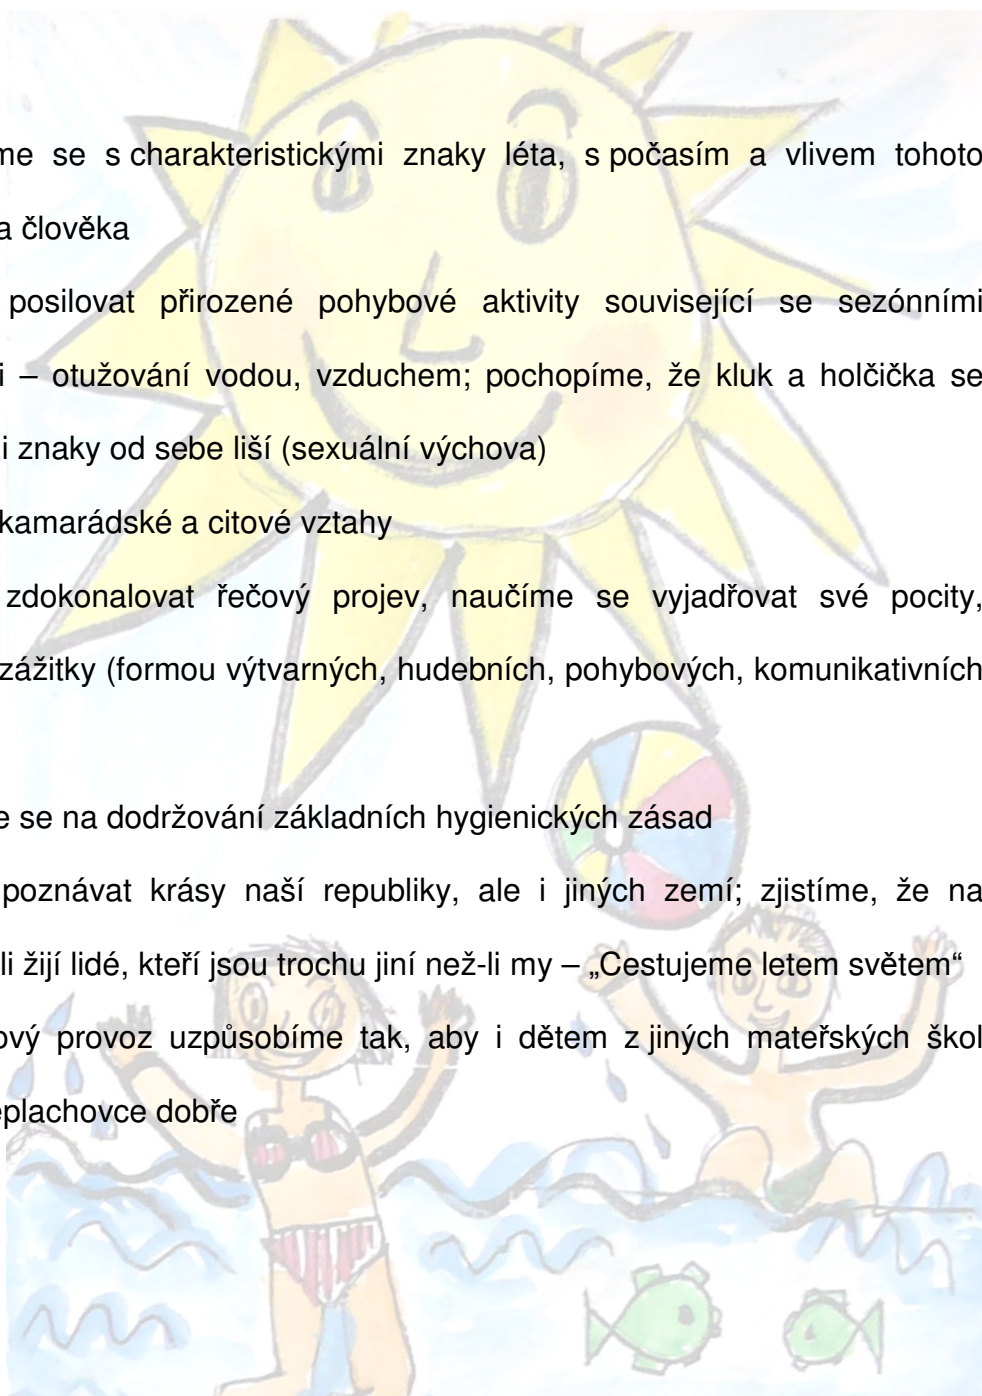 me se s charakteristickými znaky léta, s počasím a vlivem tohoto
a člověka
posilovat přirozené pohybové aktivity související se sezónními
i – otužování vodou, vzduchem; pochopíme, že kluk a holčička se
i znaky od sebe liší (sexuální výchova)
kamarádské a citové vztahy
zdokonalovat řečový projev, naučíme se vyjadřovat své pocity,
zážitky (formou výtvarných, hudebních, pohybových, komunikativních
e se na dodržování základních hygienických zásad
poznávat krásy naší republiky, ale i jiných zemí; zjistíme, že na
li žijí lidé, kteří jsou trochu jiní než-li my – „Cestujeme letem světem“
ový provoz uzpůsobíme tak, aby i dětem z jiných mateřských škol
eplachovce dobře